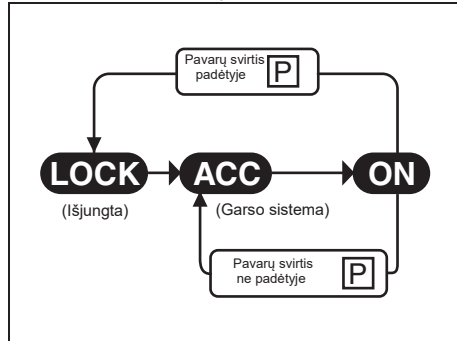 Pavarų svirtis
padėtyje P
LOCK ACC ON
(Išjungta) (Garso sistema)
Pavarų svirtis
ne padėtyje P